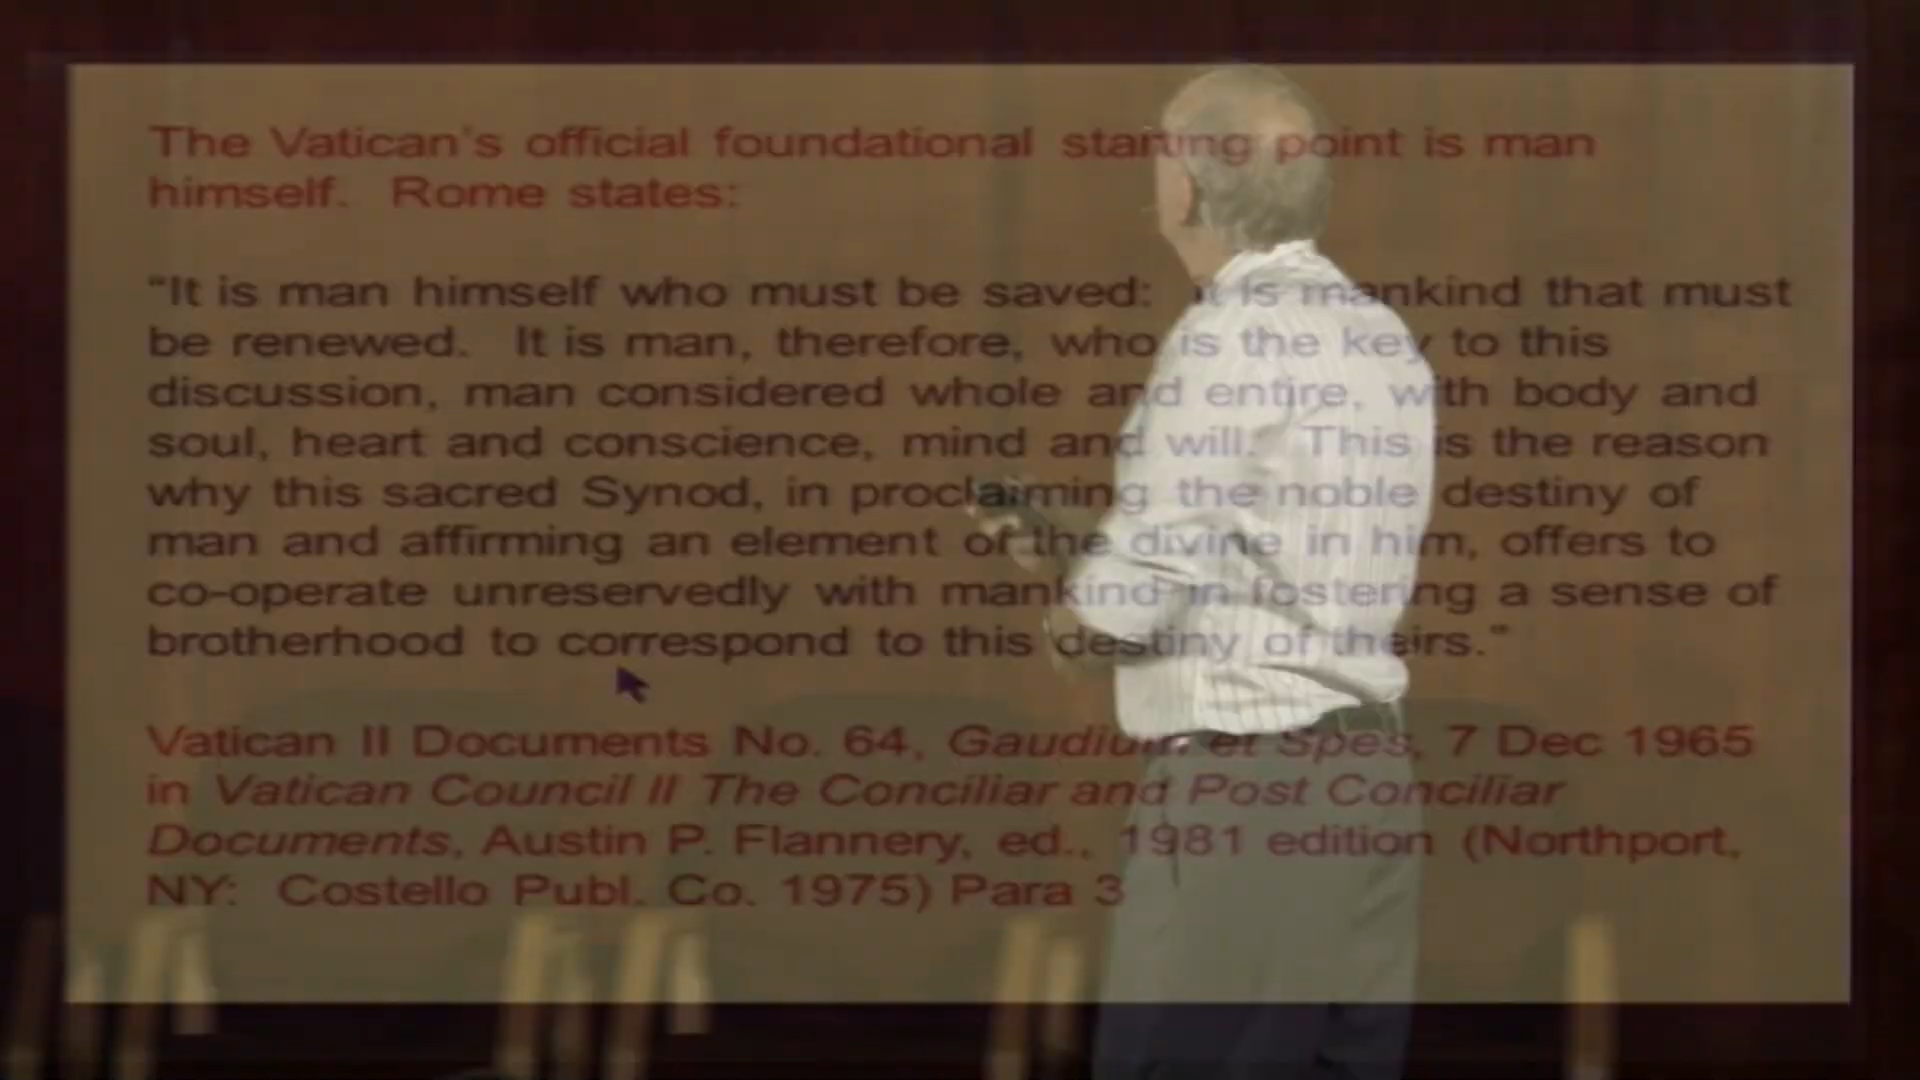 The Vatican's official foundational starting point is man
himself. Rome states:
“It is man himself who must be saved: it is mankind that must
be renewed. It is man, therefore, who is the key to this
discussion, man considered whole and entire, with body and
soul, heart and conscience, mind and will. This is the reason
why this sacred Synod, in proclaiming the noble destiny of
man and affirming an element of the divine in him, offers to
co-operate unreservedly with mankind in fostering a sense of
brotherhood to correspond to this destiny of theirs.”
Vatican II Documents No. 64, Gaudium et Spes, 7 Dec 1965
in Vatican Council II The Conciliar and Post Conciliar
Documents, Austin P. Flannery, ed., 1981 edition (Northport,
NY: Costello Publ. Co. 1975) Para 3